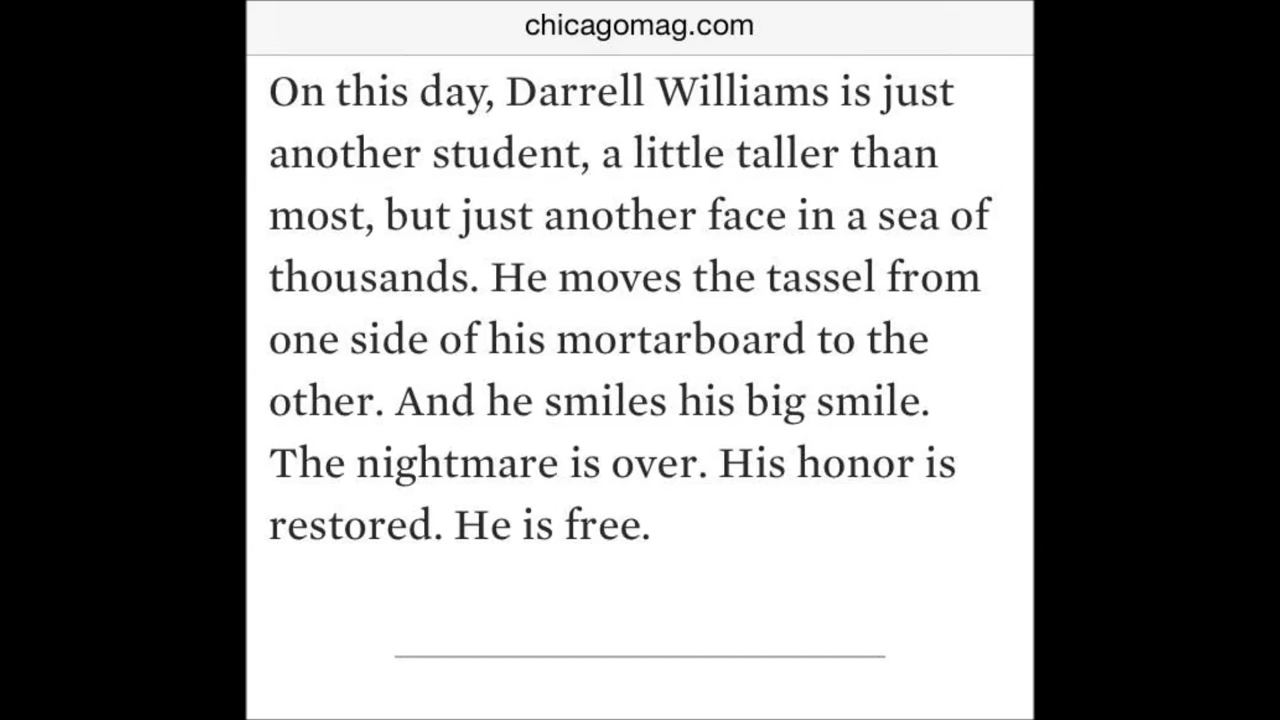 chicagomag.com
On this day, Darrell Williams is just
another student, a little taller than
most, but just another face in a sea of
thousands. He moves the tassel from
one side of his mortarboard to the
other. And he smiles his big smile.
The nightmare is over. His honor is
restored. He is free.